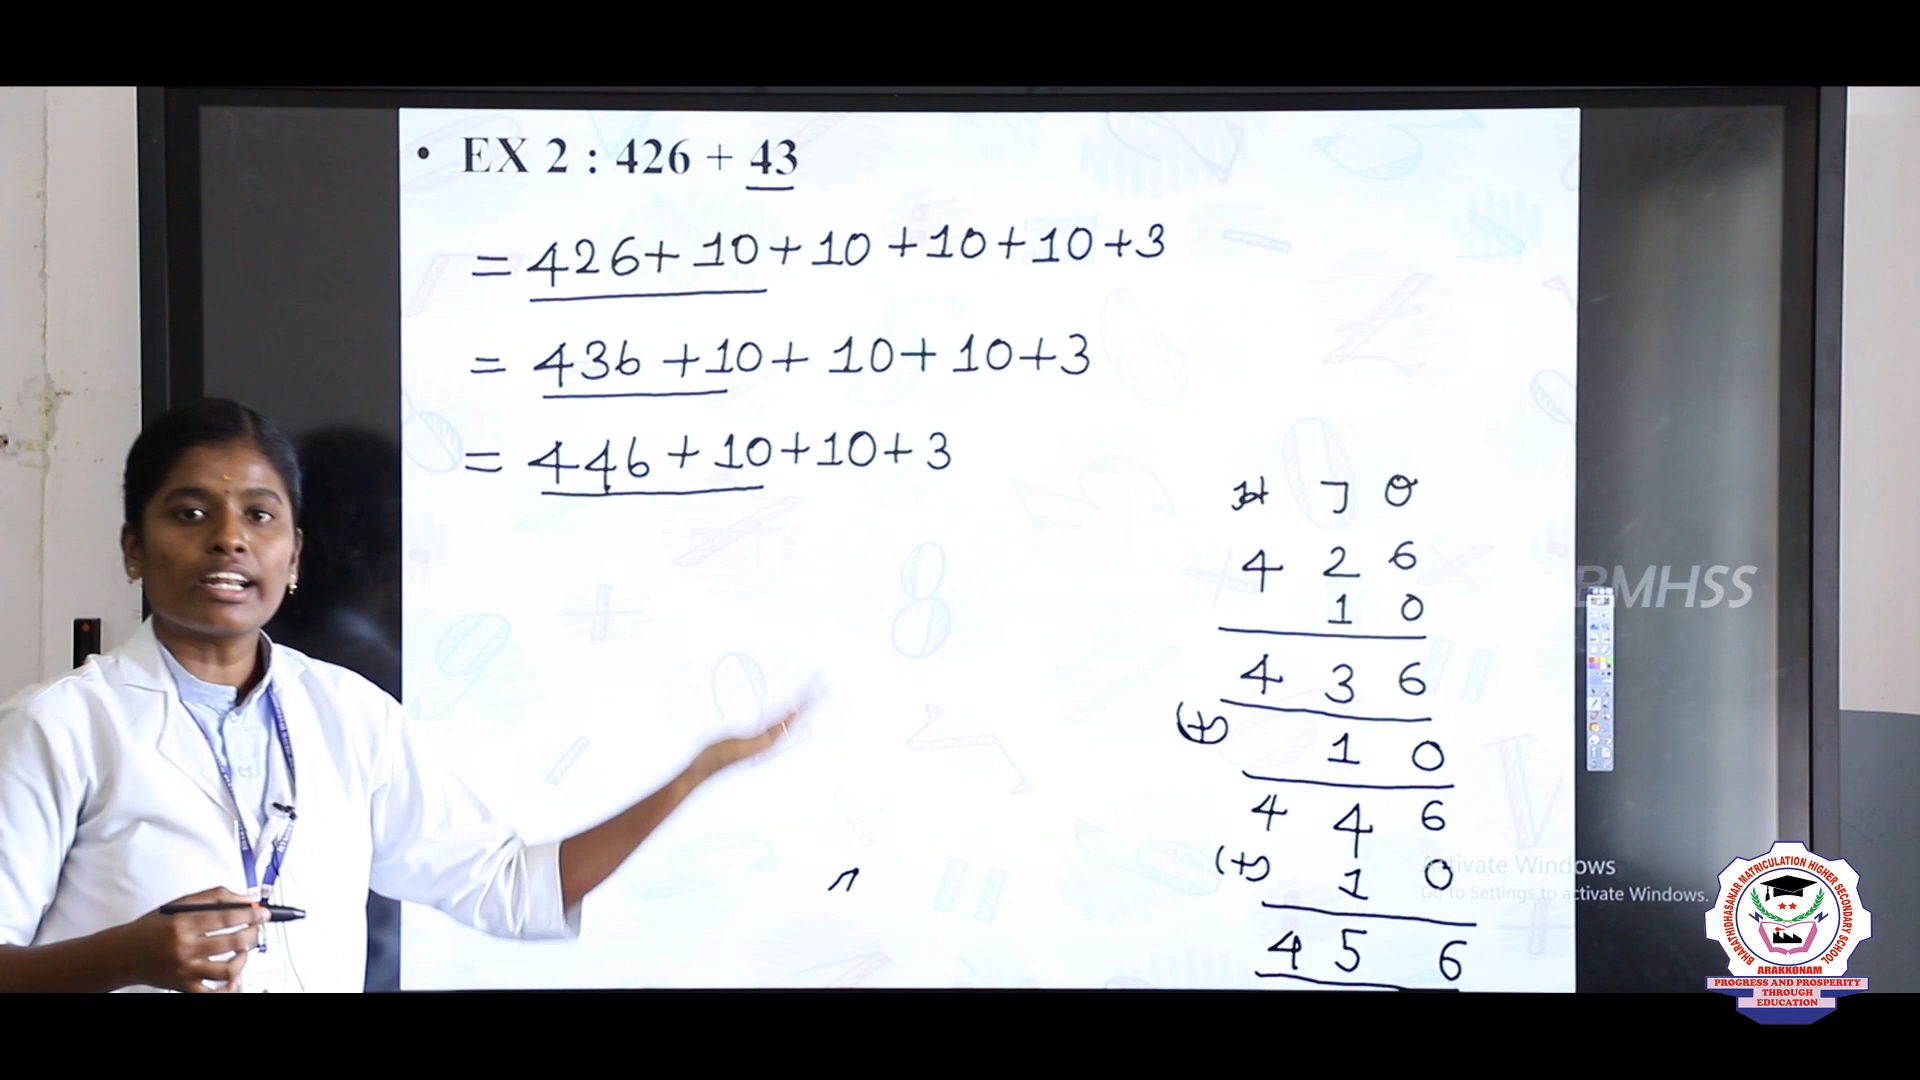 • EX 2 : 426 + 43
= 426 + 10 + 10 + 10 + 10 + 3
= 436 + 10 + 10 + 10 + 3
= 446 + 10 + 10 + 3
H T O
4 2 6
1 0
4 3 6
(+) 1 0
4 4 6
(+) 1 0
4 5 6
BMHSS
Activate Windows
Go to Settings to activate Windows.
BHARATHIDHASANAR MATRICULATION HIGHER SECONDARY SCHOOL
ARAKKONAM
PROGRESS AND PROSPERITY
THROUGH
EDUCATION